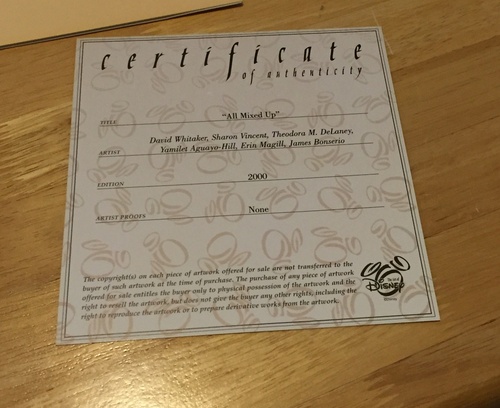 certificate
of authenticity
TITLE "All Mixed Up"
David Whitaker, Sharon Vincent, Theodora M. DeLaney,
ARTIST Yamilet Aguayo-Hill, Erin Magill, James Bonserio
EDITION 2000
ARTIST PROOFS None
The copyright(s) on each piece of artwork offered for sale are not transferred to the
buyer of such artwork at the time of purchase. The purchase of any piece of artwork
offered for sale entitles the buyer only to physical possession of the artwork and the
right to resell the artwork, but does not give the buyer any other rights, including the
right to reproduce the artwork or to prepare derivative works from the artwork.
The Art of
DISNEY